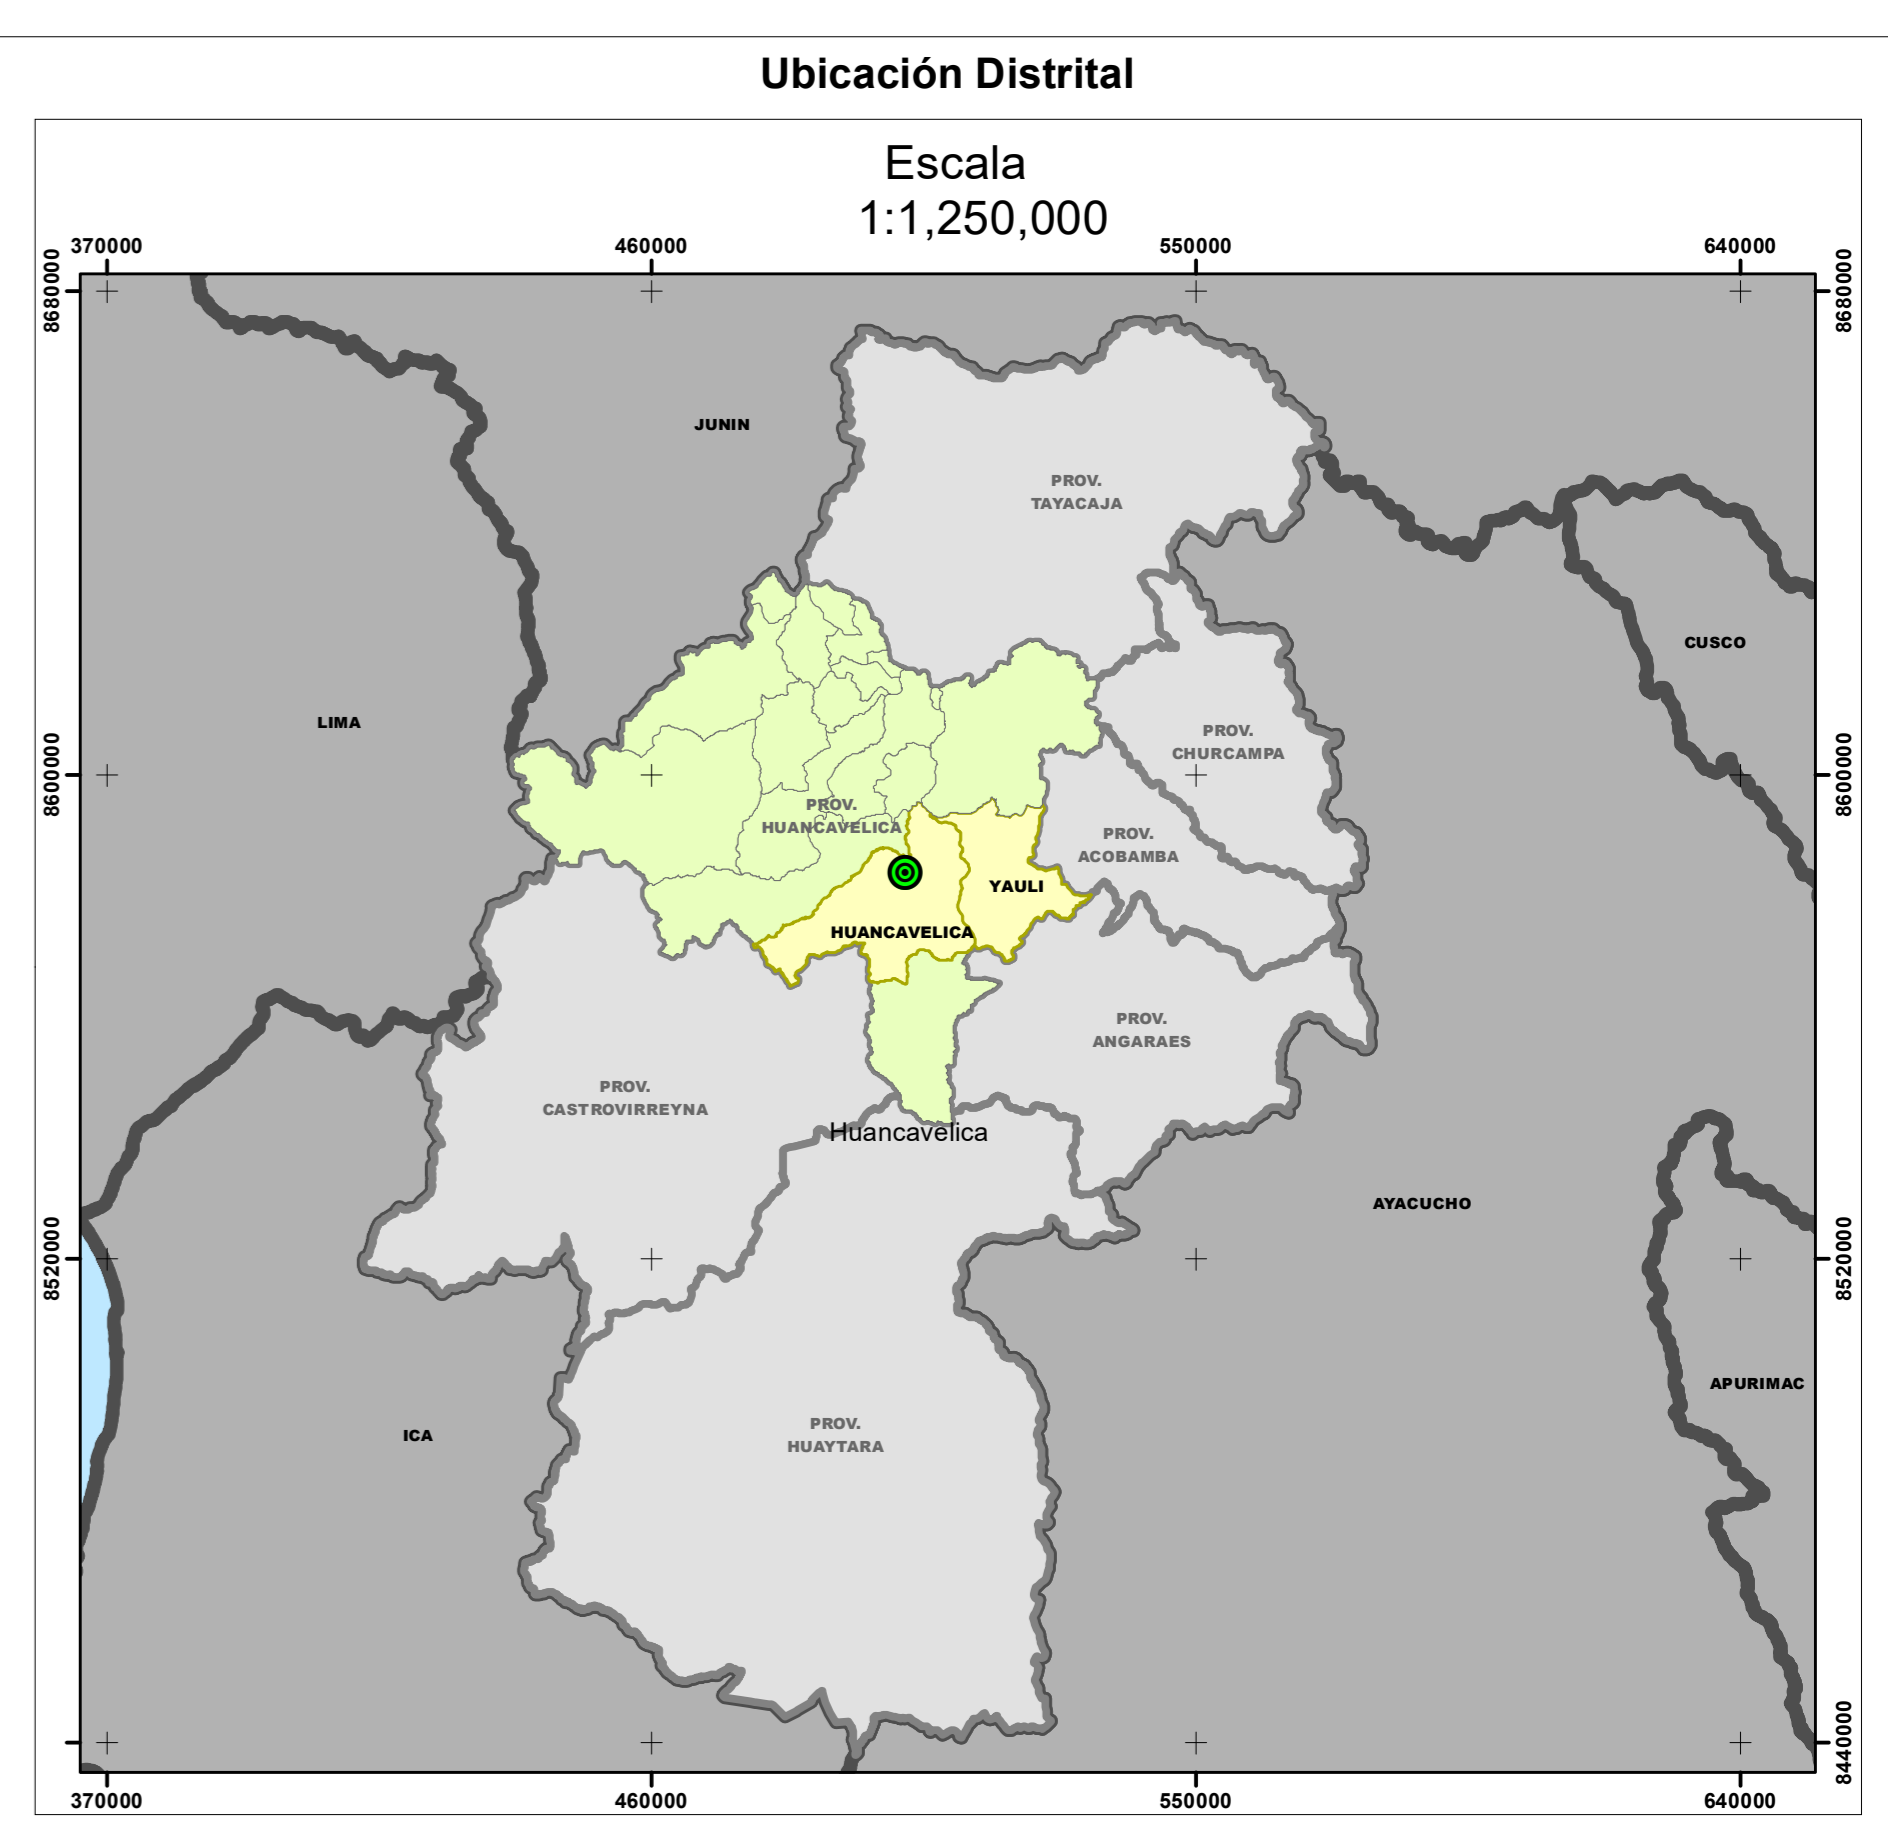 Ubicación Distrital
Escala
1:1,250,000
370000
460000
550000
640000
8680000
8680000
JUNIN
PROV.
TAYACAJA
CUSCO
LIMA
PROV.
CHURCAMPA
8600000
8600000
PROV.
HUANCAVELICA
PROV.
ACOBAMBA
YAULI
HUANCAVELICA
PROV.
ANGARAES
PROV.
CASTROVIRREYNA
Huancavelica
AYACUCHO
8520000
8520000
APURIMAC
ICA
PROV.
HUAYTARA
8440000
370000
460000
550000
640000